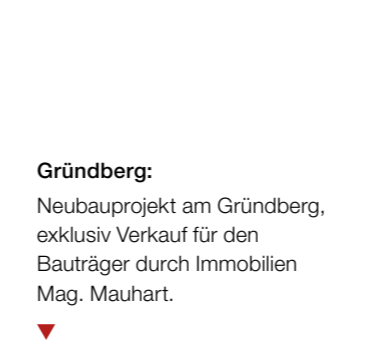 Gründberg:
Neubauprojekt am Gründberg,
exklusiv Verkauf für den
Bauträger durch Immobilien
Mag. Mauhart.